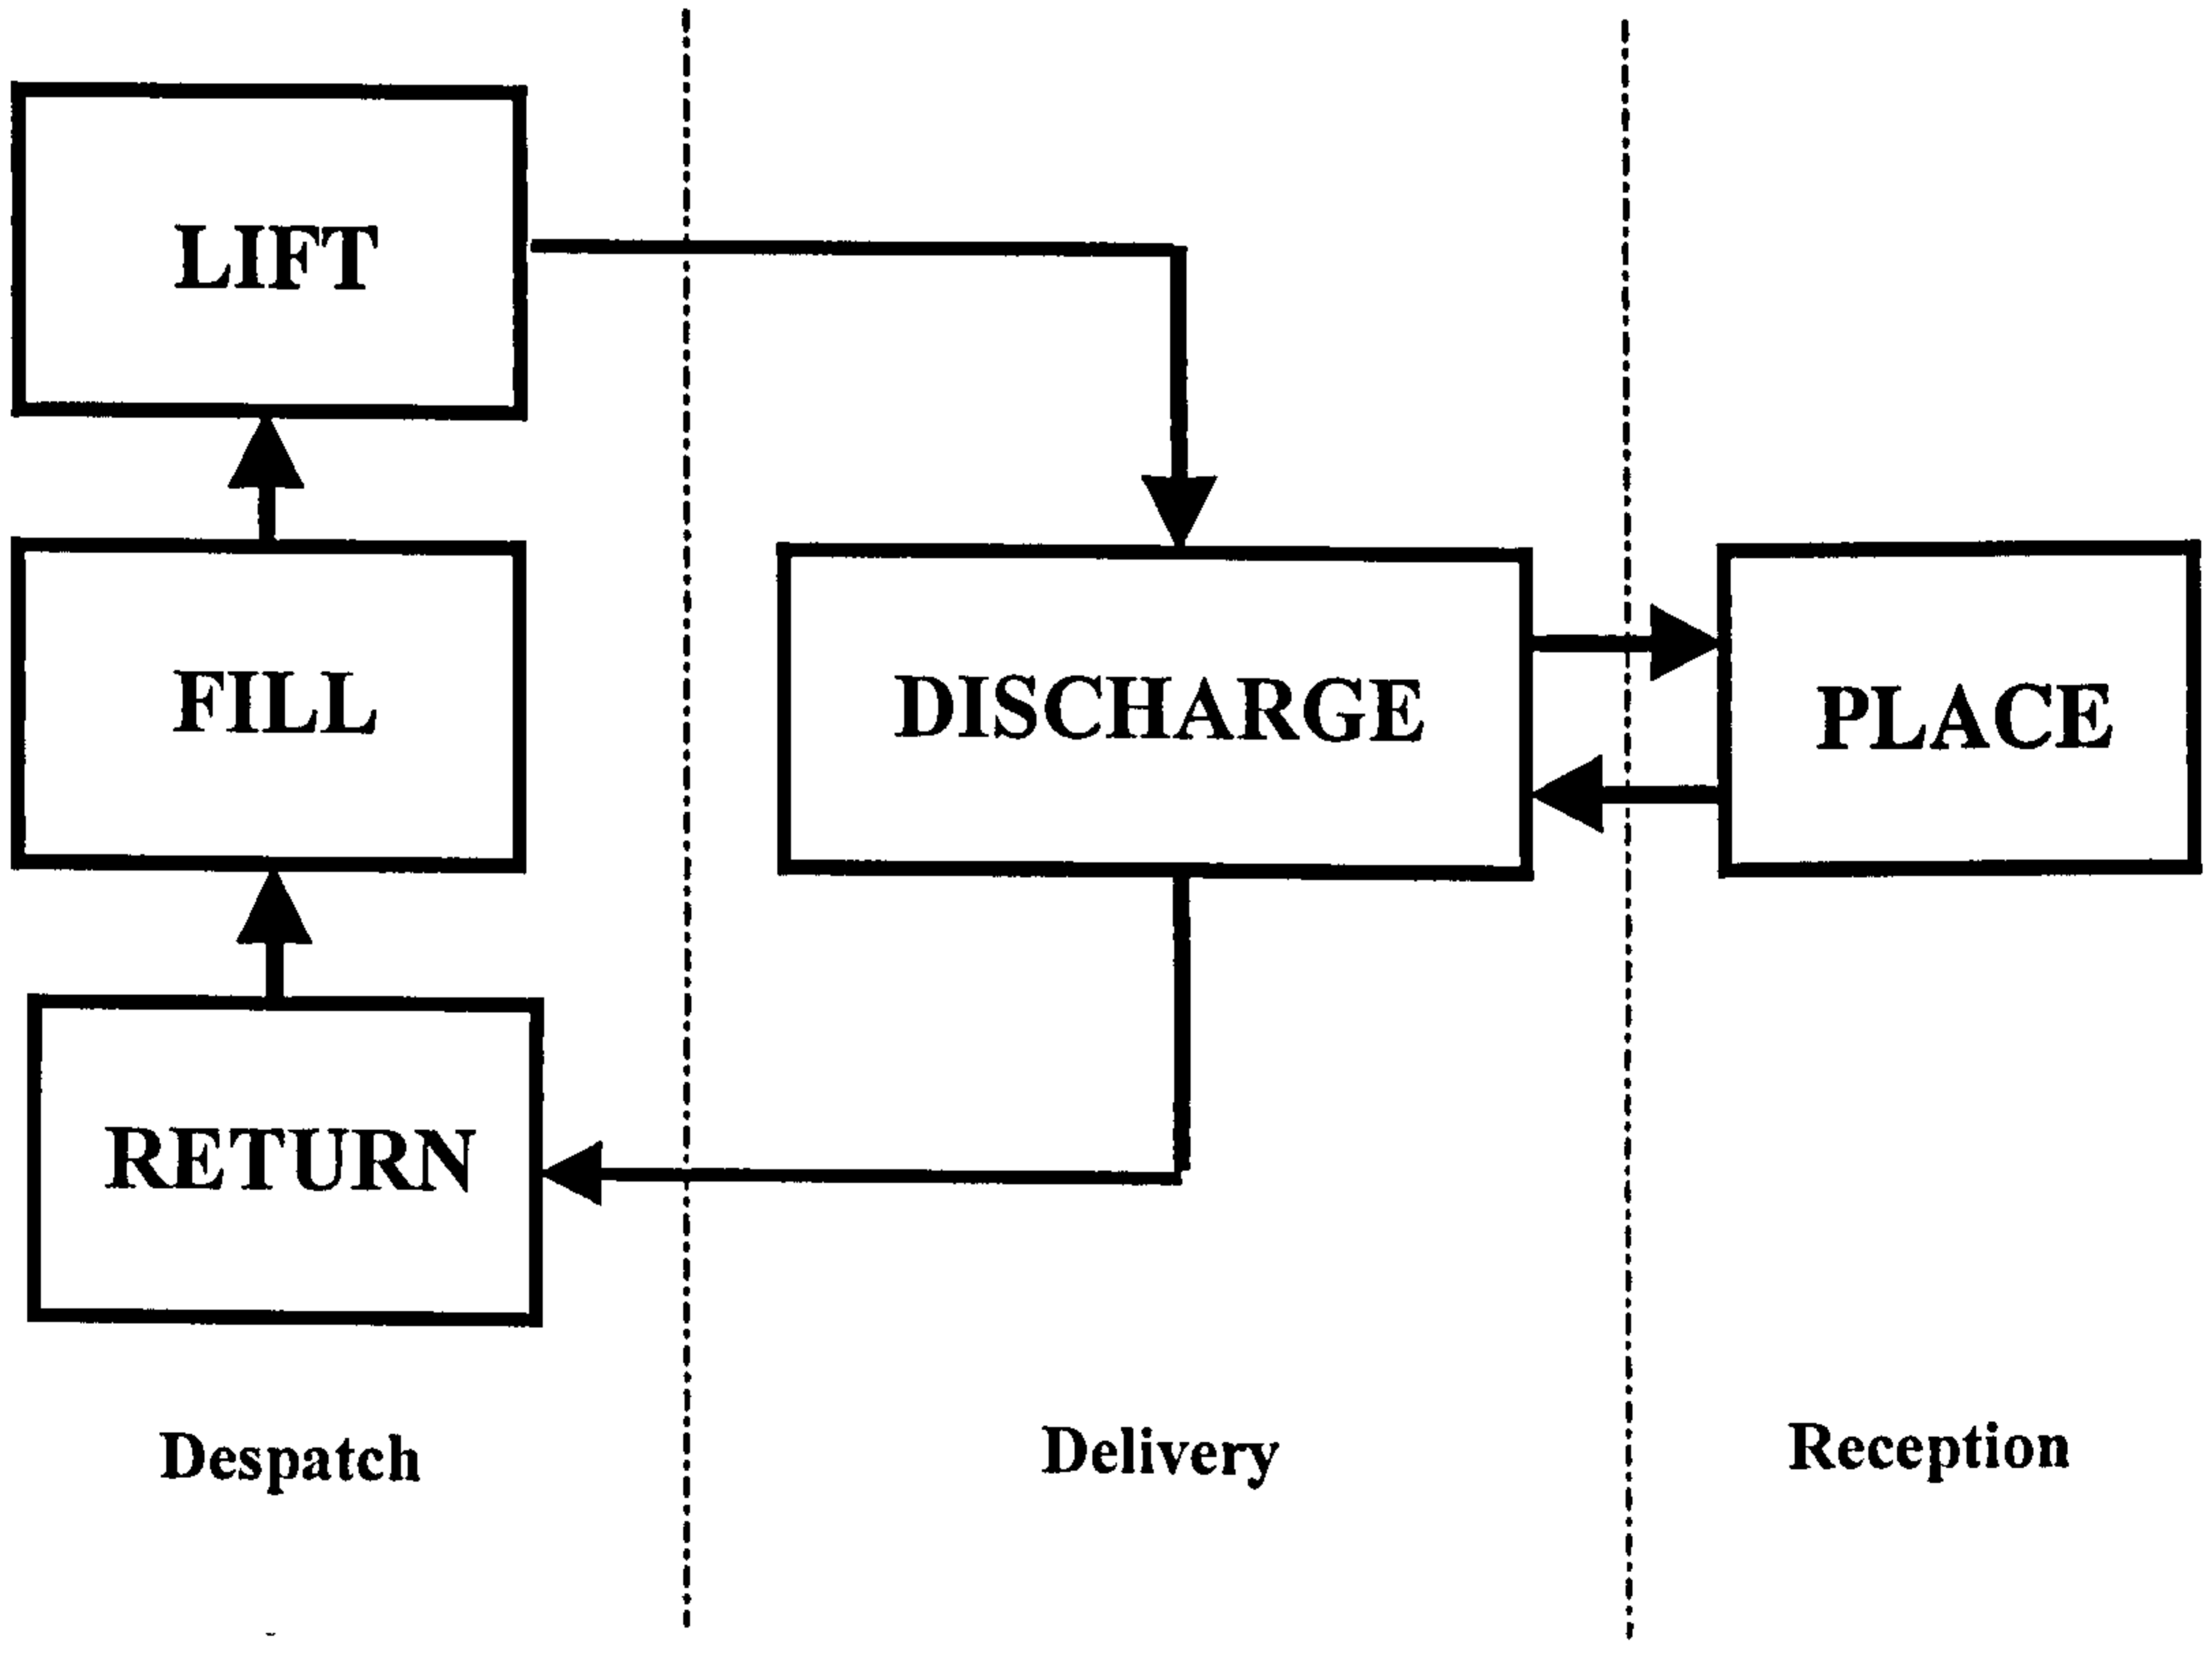 LIFT
FILL
DISCHARGE
PLACE
RETURN
Despatch
Delivery
Reception